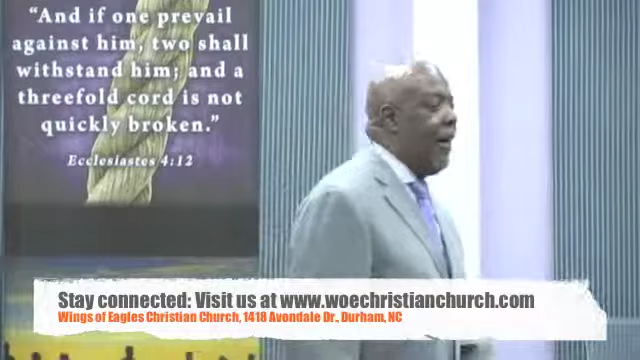 “And if one prevail
against him, two shall
withstand him; and a
threefold cord is not
quickly broken.”
Ecclesiastes 4:12
Stay connected: Visit us at www.woechristianchurch.com
Wings of Eagles Christian Church, 1418 Avondale Dr., Durham, NC